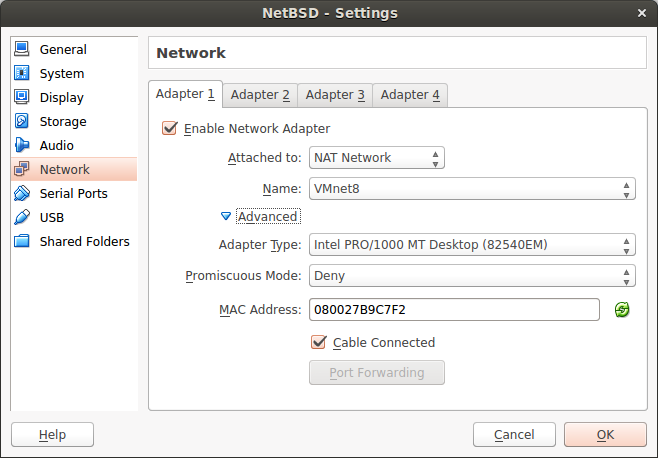 NetBSD - Settings
General
System
Display
Storage
Audio
Network
Serial Ports
USB
Shared Folders
Network
Adapter 1 Adapter 2 Adapter 3 Adapter 4
Enable Network Adapter
Attached to: NAT Network
Name: VMnet8
Advanced
Adapter Type: Intel PRO/1000 MT Desktop (82540EM)
Promiscuous Mode: Deny
MAC Address: 080027B9C7F2
Cable Connected
Port Forwarding
Help Cancel OK